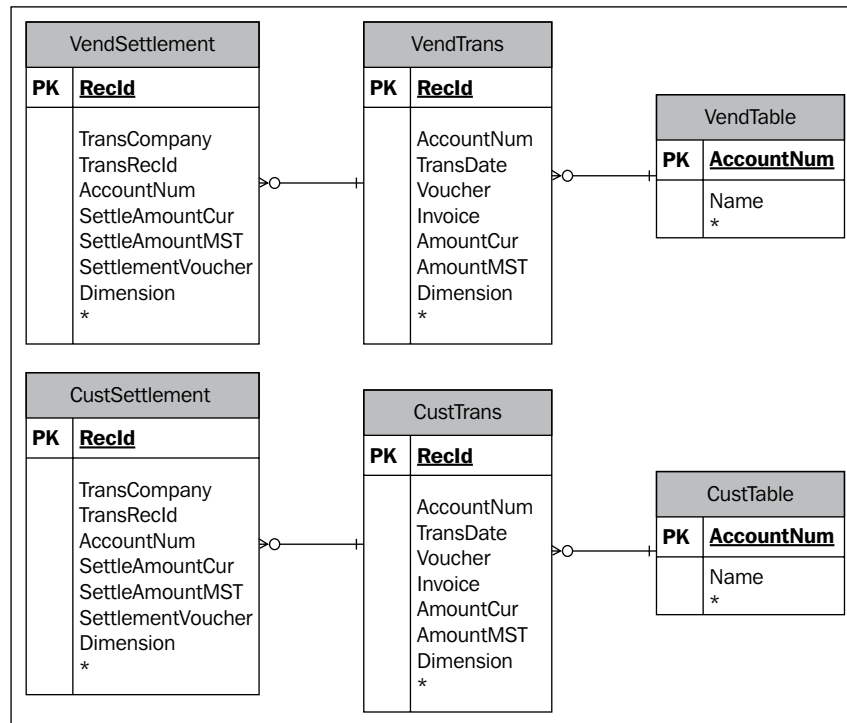 VendSettlement
PK RecId
TransCompany
TransRecId
AccountNum
SettleAmountCur
SettleAmountMST
SettlementVoucher
Dimension
*
VendTrans
PK RecId
AccountNum
TransDate
Voucher
Invoice
AmountCur
AmountMST
Dimension
*
VendTable
PK AccountNum
Name
*
CustSettlement
PK RecId
TransCompany
TransRecId
AccountNum
SettleAmountCur
SettleAmountMST
SettlementVoucher
Dimension
*
CustTrans
PK RecId
AccountNum
TransDate
Voucher
Invoice
AmountCur
AmountMST
Dimension
*
CustTable
PK AccountNum
Name
*